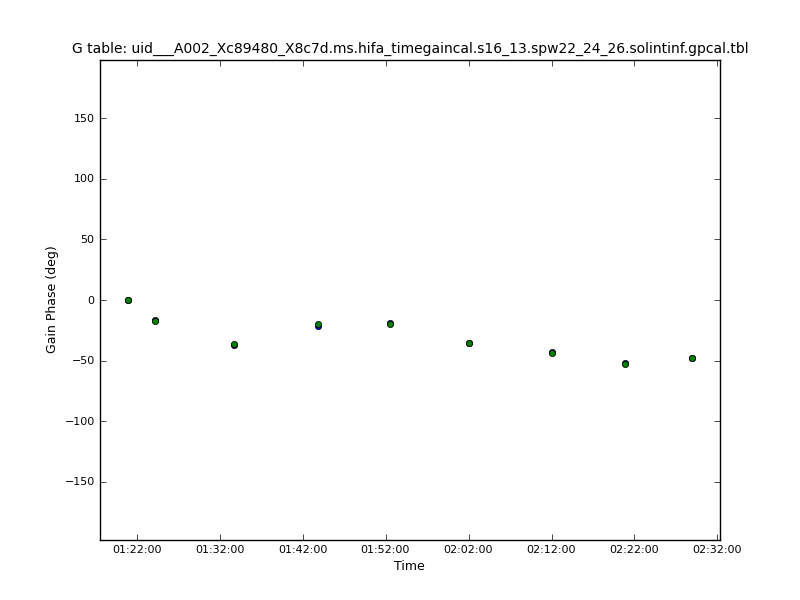 G table: uid___A002_Xc89480_X8c7d.ms.hifa_timegaincal.s16_13.spw22_24_26.solintinf.gpcal.tbl
150
100
50
0
−50
−100
−150
Gain Phase (deg)
01:22:00 01:32:00 01:42:00 01:52:00 02:02:00 02:12:00 02:22:00 02:32:00
Time